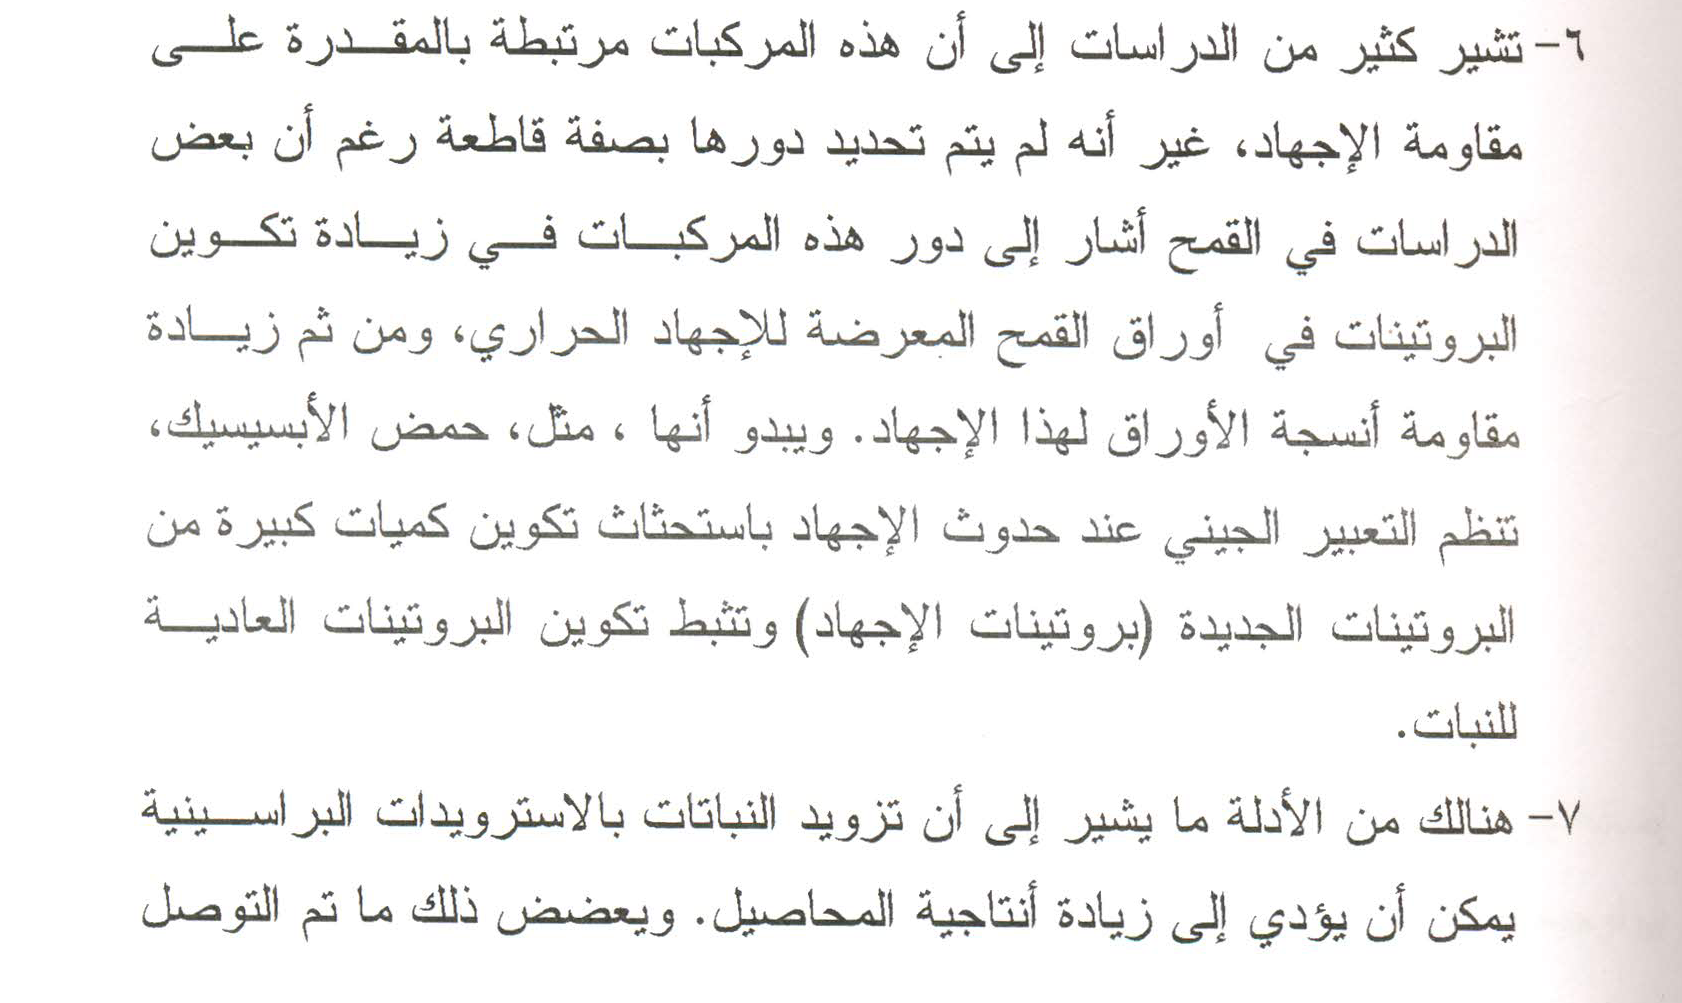 ٦- تشير كثير من الدراسات إلى أن هذه المركبات مرتبطة بالمقدرة على
مقاومة الإجهاد، غير أنه لم يتم تحديد دورها بصفة قاطعة رغم أن بعض
الدراسات في القمح أشار إلى دور هذه المركبات في زيادة تكوين
البروتينات في أوراق القمح المعرضة للإجهاد الحراري، ومن ثم زيادة
مقاومة أنسجة الأوراق لهذا الإجهاد. ويبدو أنها ، مثل، حمض الأبسيسيك،
تنظم التعبير الجيني عند حدوث الإجهاد باستحثاث تكوين كميات كبيرة من
البروتينات الجديدة (بروتينات الإجهاد) وتثبط تكوين البروتينات العادية
للنبات.
٧- هنالك من الأدلة ما يشير إلى أن تزويد النباتات بالاسترويدات البراسينية
يمكن أن يؤدي إلى زيادة أنتاجية المحاصيل. ويعضض ذلك ما تم التوصل